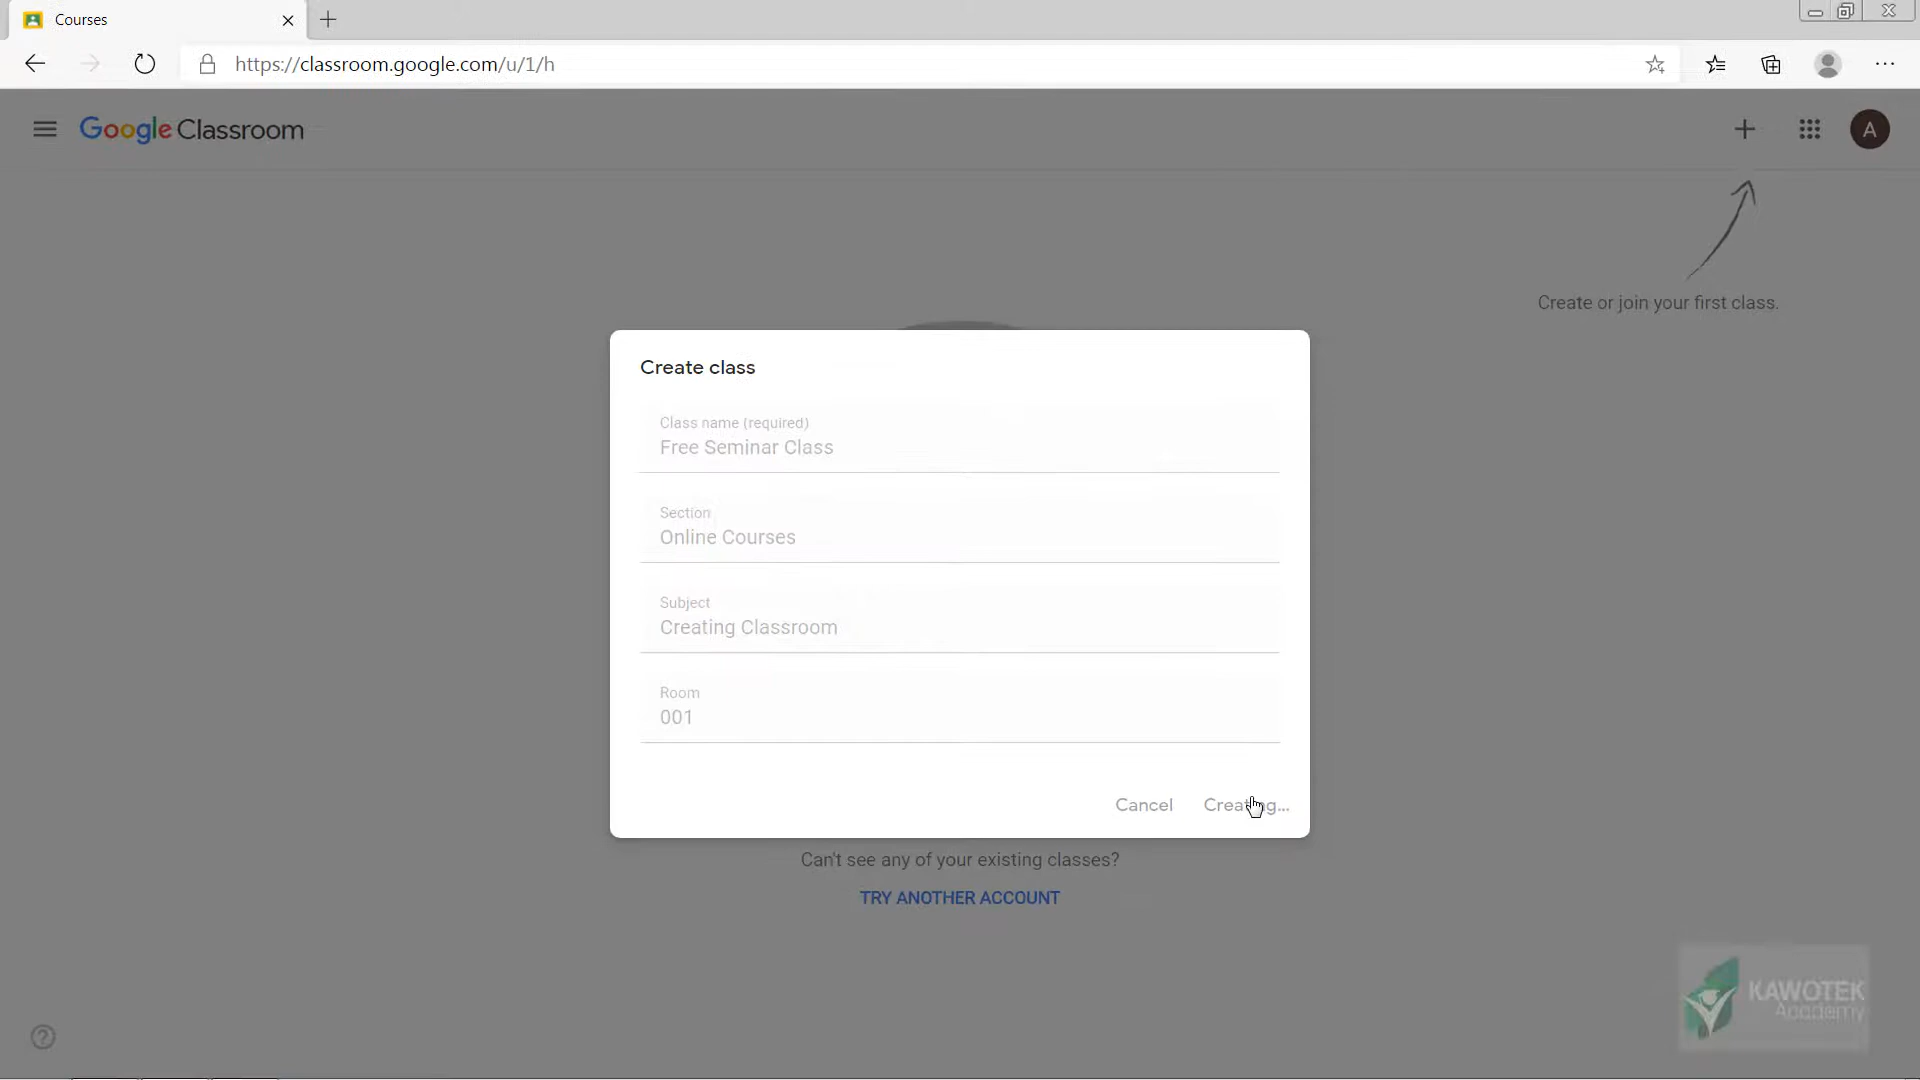 Courses
https://classroom.google.com/u/1/h
Google Classroom
A
Create or join your first class.
Create class
Class name (required)
Free Seminar Class
Section
Online Courses
Subject
Creating Classroom
Room
001
Cancel
Creating...
Can't see any of your existing classes?
TRY ANOTHER ACCOUNT
KAWOTEK
Academy